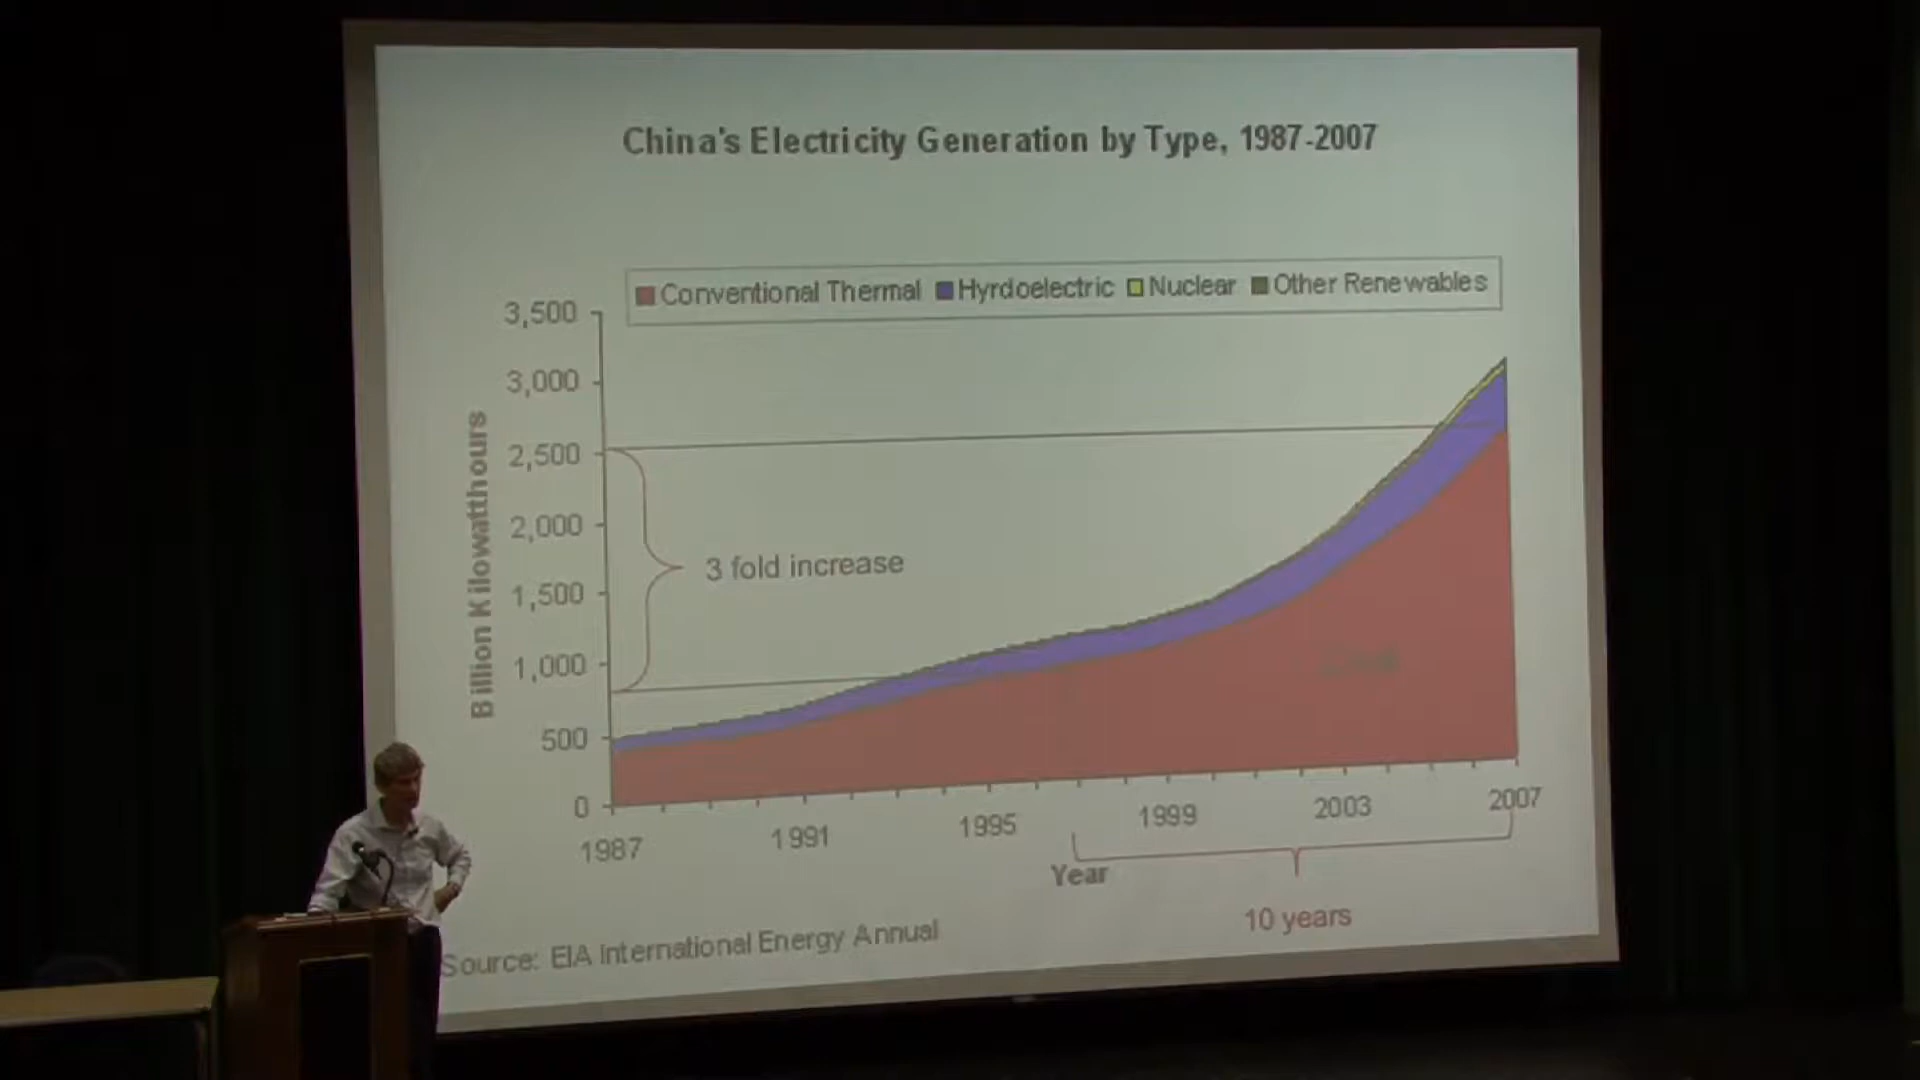 China's Electricity Generation by Type, 1987-2007
Conventional Thermal Hyrdoelectric Nuclear Other Renewables
3,500
3,000
2,500
2,000
1,500
1,000
500
0
Billion Kilowatthours
3 fold increase
1987 1991 1995 1999 2003 2007
Year
10 years
Source: EIA International Energy Annual